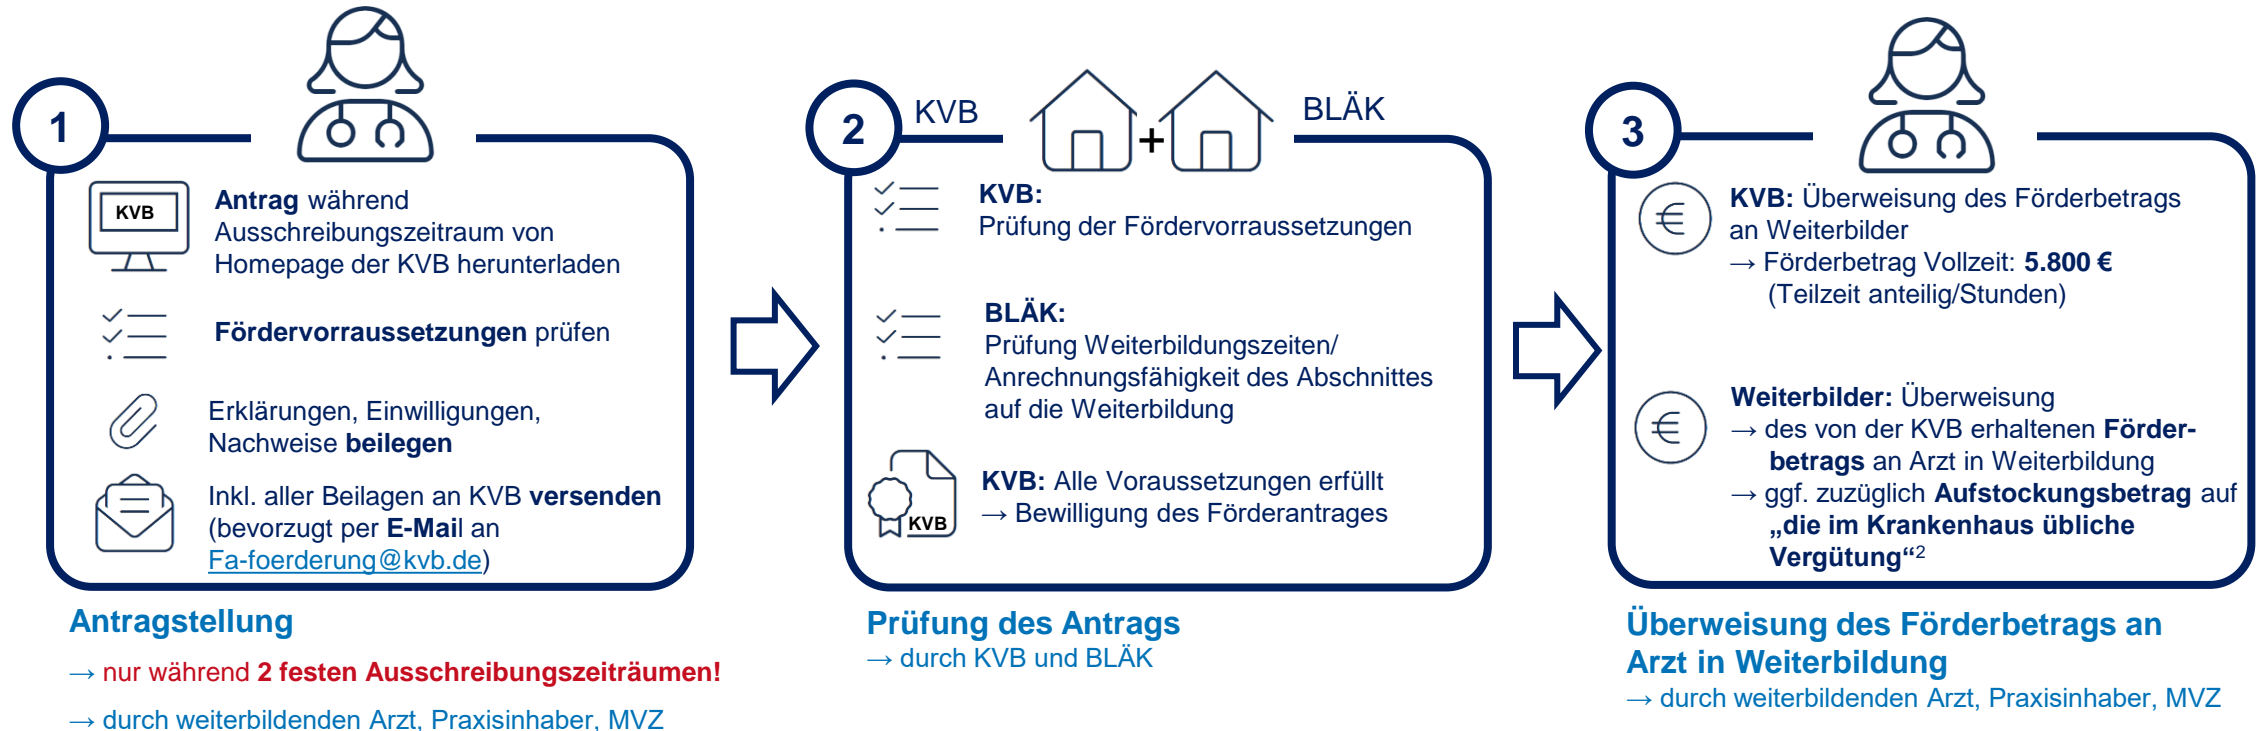 1
KVB
Antrag während
Ausschreibungszeitraum von
Homepage der KVB herunterladen
Fördervorraussetzungen prüfen
Erklärungen, Einwilligungen,
Nachweise beilegen
Inkl. aller Beilagen an KVB versenden
(bevorzugt per E-Mail an
Fa-foerderung@kvb.de)
Antragstellung
→ nur während 2 festen Ausschreibungszeiträumen!
→ durch weiterbildenden Arzt, Praxisinhaber, MVZ
2
KVB
+
BLÄK
KVB:
Prüfung der Fördervorraussetzungen
BLÄK:
Prüfung Weiterbildungszeiten/
Anrechnungsfähigkeit des Abschnittes
auf die Weiterbildung
KVB
KVB: Alle Voraussetzungen erfüllt
→ Bewilligung des Förderantrages
Prüfung des Antrags
→ durch KVB und BLÄK
3
€
KVB: Überweisung des Förderbetrags
an Weiterbilder
→ Förderbetrag Vollzeit: 5.800 €
(Teilzeit anteilig/Stunden)
€
Weiterbilder: Überweisung
→ des von der KVB erhaltenen Förder-
betrags an Arzt in Weiterbildung
→ ggf. zuzüglich Aufstockungsbetrag auf
„die im Krankenhaus übliche
Vergütung“²
Überweisung des Förderbetrags an
Arzt in Weiterbildung
→ durch weiterbildenden Arzt, Praxisinhaber, MVZ